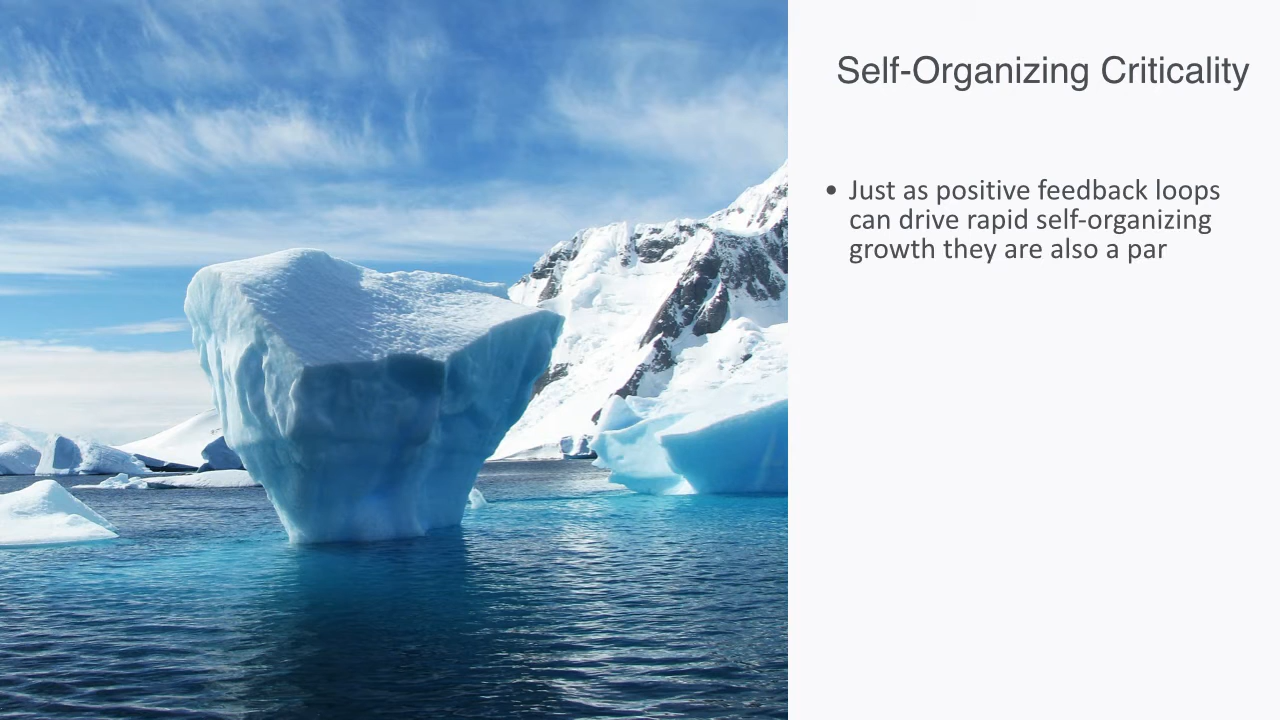 Self-Organizing Criticality
• Just as positive feedback loops
can drive rapid self-organizing
growth they are also a par